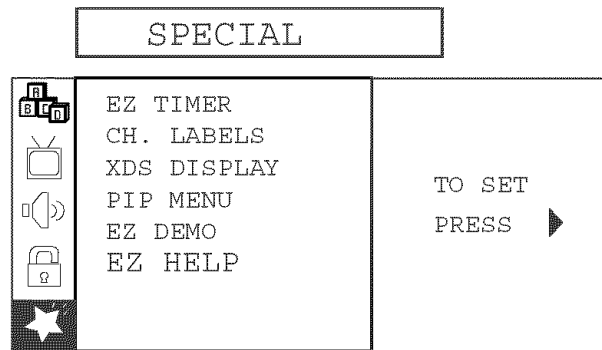 SPECIAL
A
B C D
EZ TIMER
CH. LABELS
XDS DISPLAY
PIP MENU
EZ DEMO
EZ HELP
TO SET
PRESS